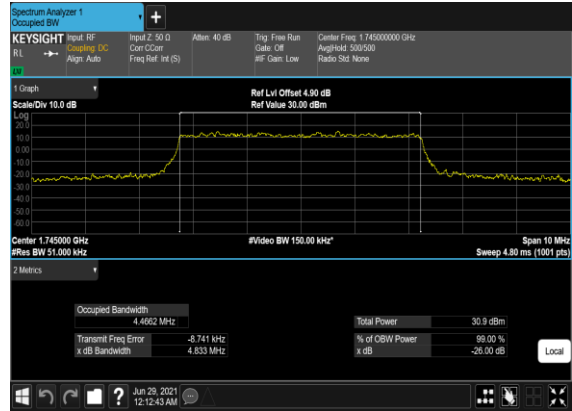 Spectrum Analyzer 1
Occupied BW
+
KEYSIGHT
RL
Input: RF
Coupling: DC
Align: Auto
Input Z: 50 Ω
Corr CCorr
Freq Ref: Int (S)
Atten: 40 dB
Trig: Free Run
Gate: Off
#IF Gain: Low
Center Freq: 1.745000000 GHz
Avg|Hold: 500/500
Radio Std: None
1 Graph
Scale/Div 10.0 dB
Ref Lvl Offset 4.90 dB
Ref Value 30.00 dBm
Log
20.0
10.0
0.00
-10.0
-20.0
-30.0
-40.0
-50.0
-60.0
Center 1.745000 GHz
#Res BW 51.000 kHz
#Video BW 150.00 kHz*
Span 10 MHz
Sweep 4.80 ms (1001 pts)
2 Metrics
Occupied Bandwidth
4.4662 MHz
Total Power 30.9 dBm
Transmit Freq Error -8.741 kHz
% of OBW Power 99.00 %
x dB Bandwidth 4.833 MHz
x dB -26.00 dB
Local
?
Jun 29, 2021
12:12:43 AM